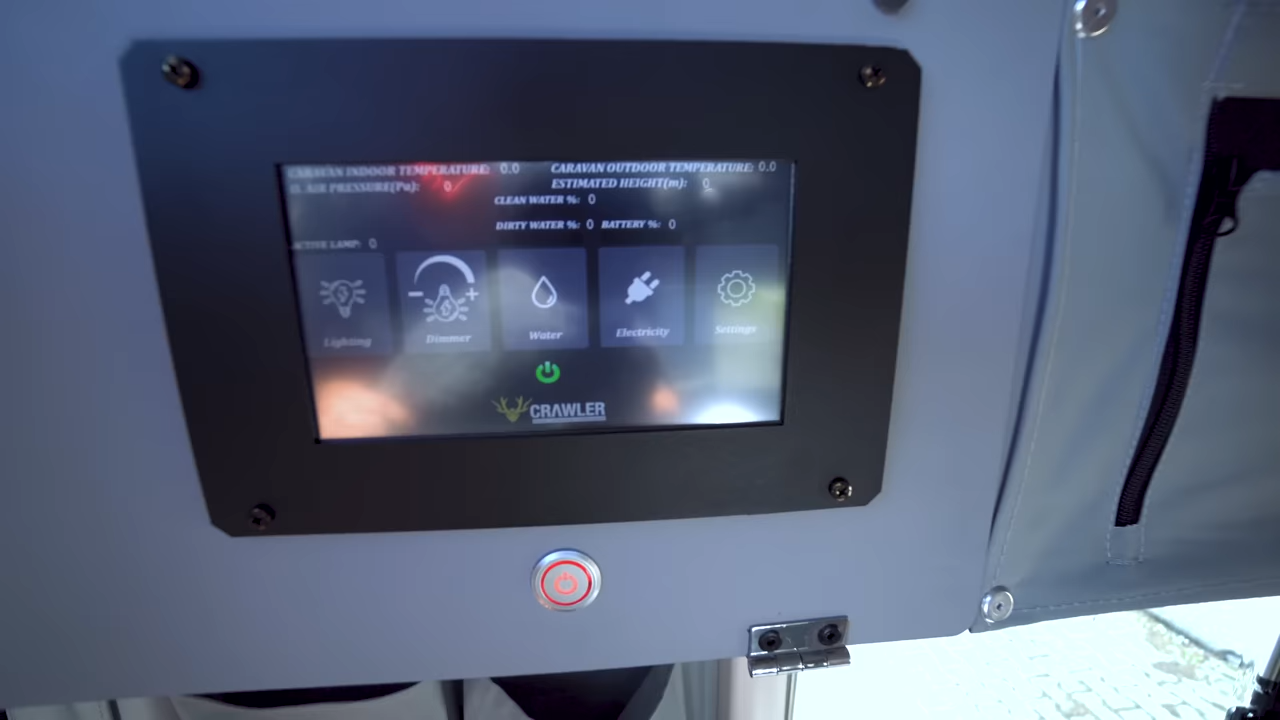 CARAVAN INDOOR TEMPERATURE: 0.0 CARAVAN OUTDOOR TEMPERATURE: 0.0
AIR PRESSURE(Pa): 0 ESTIMATED HEIGHT(m): 0
CLEAN WATER %: 0
DIRTY WATER %: 0 BATTERY %: 0
ACTIVE LAMP: 0
Lighting Dimmer Water Electricity Settings
CRAWLER